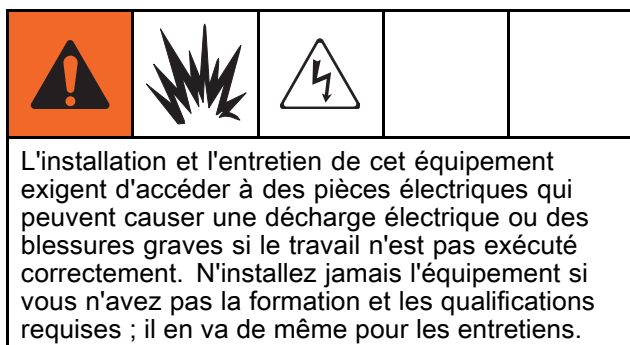 L'installation et l'entretien de cet équipement
exigent d'accéder à des pièces électriques qui
peuvent causer une décharge électrique ou des
blessures graves si le travail n'est pas exécuté
correctement. N'installez jamais l'équipement si
vous n'avez pas la formation et les qualifications
requises ; il en va de même pour les entretiens.